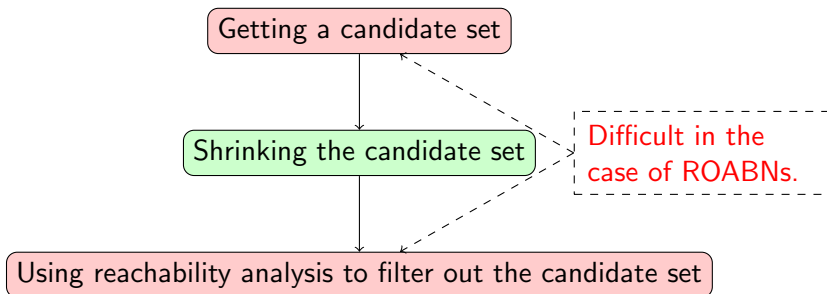 Getting a candidate set
Shrinking the candidate set
Difficult in the
case of ROABNs.
Using reachability analysis to filter out the candidate set